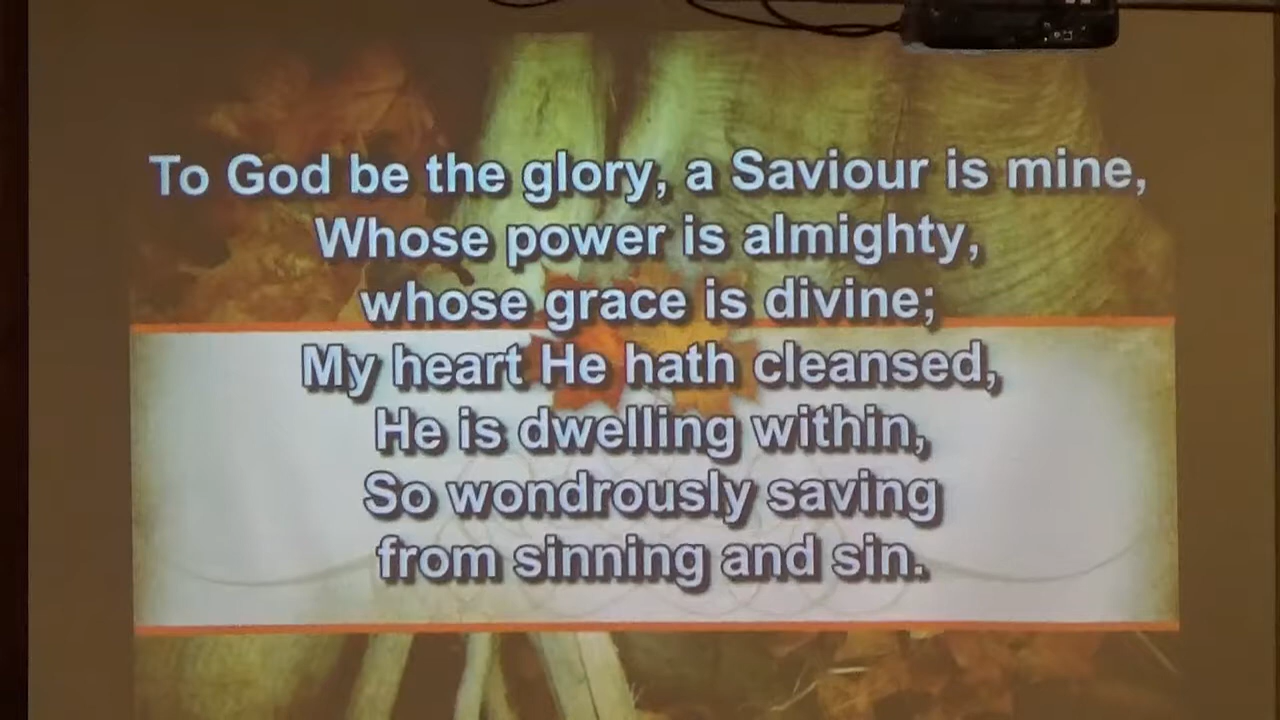 To God be the glory, a Saviour is mine,
Whose power is almighty,
whose grace is divine;
My heart He hath cleansed,
He is dwelling within,
So wondrously saving
from sinning and sin.